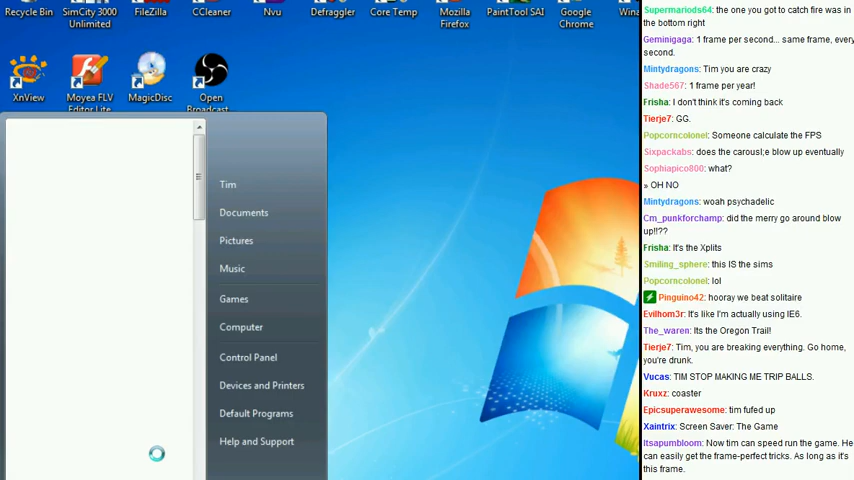 Recycle Bin
SimCity 3000
Unlimited
FileZilla
CCleaner
Nvu
Defraggler
Core Temp
Mozilla
Firefox
PaintTool SAI
Google
Chrome
XnView
Moyea FLV
Editor Lite
MagicDisc
Open
Broadcast
Tim
Documents
Pictures
Music
Games
Computer
Control Panel
Devices and Printers
Default Programs
Help and Support
Supermariods64: the one you got to catch fire was in
the bottom right
Geminigaga: 1 frame per second... same frame, every
second.
Mintydragons: Tim you are crazy
Shade567: 1 frame per year!
Frisha: I don't think it's coming back
Tierje7: GG.
Popcorncolonel: Someone calculate the FPS
Sixpackabs: does the carousl;e blow up eventually
Sophiapico800: what?
» OH NO
Mintydragons: woah psychadelic
Cm_punkforchamp: did the merry go around blow
up!!??
Frisha: It's the Xplits
Smiling_sphere: this IS the sims
Popcorncolonel: lol
Pinguino42: hooray we beat solitaire
Evilhom3r: It's like I'm actually using IE6.
The_waren: Its the Oregon Trail!
Tierje7: Tim, you are breaking everything. Go home,
you're drunk.
Vucas: TIM STOP MAKING ME TRIP BALLS.
Kruxz: coaster
Epicsuperawesome: tim fufed up
Xaintrix: Screen Saver: The Game
Itsapumbloom: Now tim can speed run the game. He
can easily get the frame-perfect tricks. As long as it's
this frame.